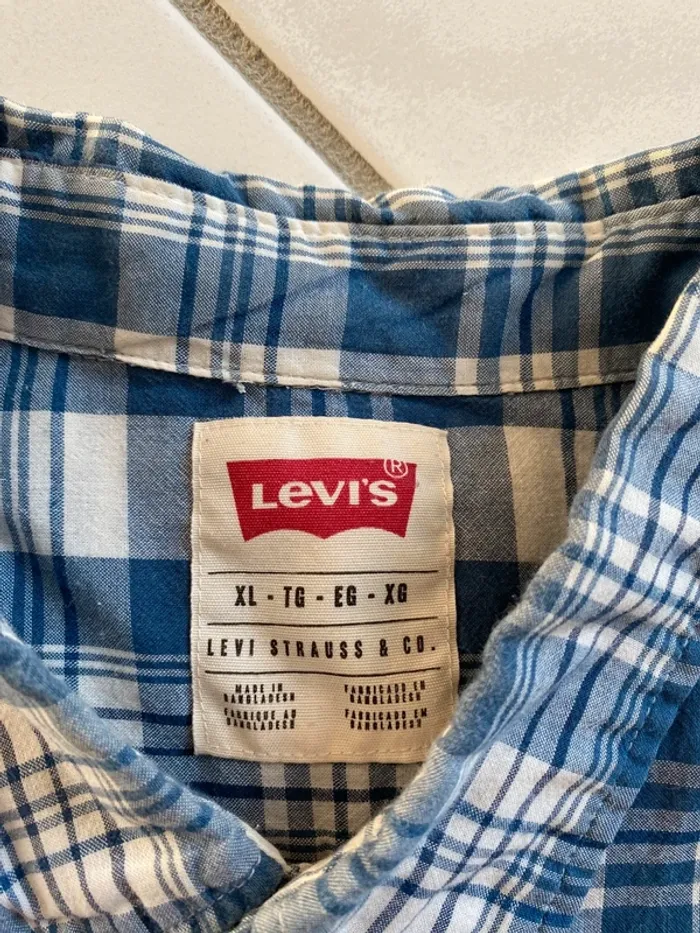 Levi's ®
XL - TG - EG - XG
LEVI STRAUSS & CO.
MADE IN
BANGLADESH
FABRIQUE AU
BANGLADESH
FABRICADO EN
BANGLADESH
FABRICADO EM
BANGLADESH